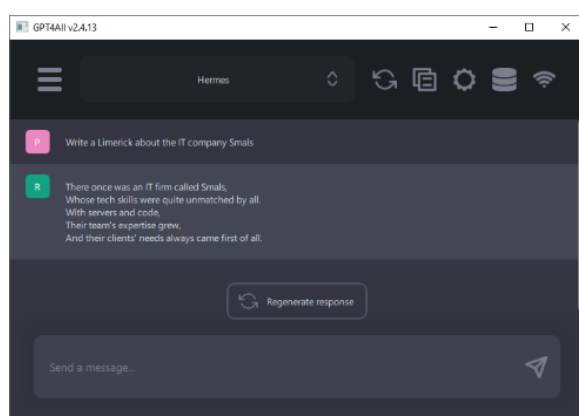 GPT4All v2.4.13
Hermes
P
Write a Limerick about the IT company Smals
R
There once was an IT firm called Smals,
Whose tech skills were quite unmatched by all.
With servers and code,
Their team's expertise grew,
And their clients' needs always came first of all.
Regenerate response
Send a message...